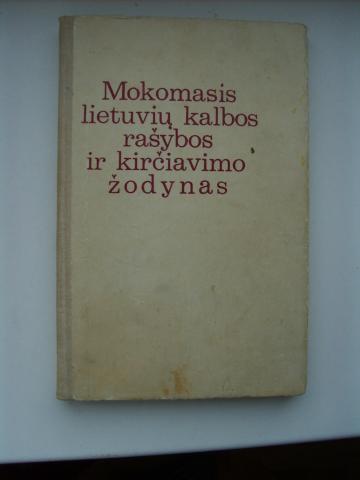 Mokomasis
lietuvių kalbos
rašybos
ir kirčiavimo
žodynas